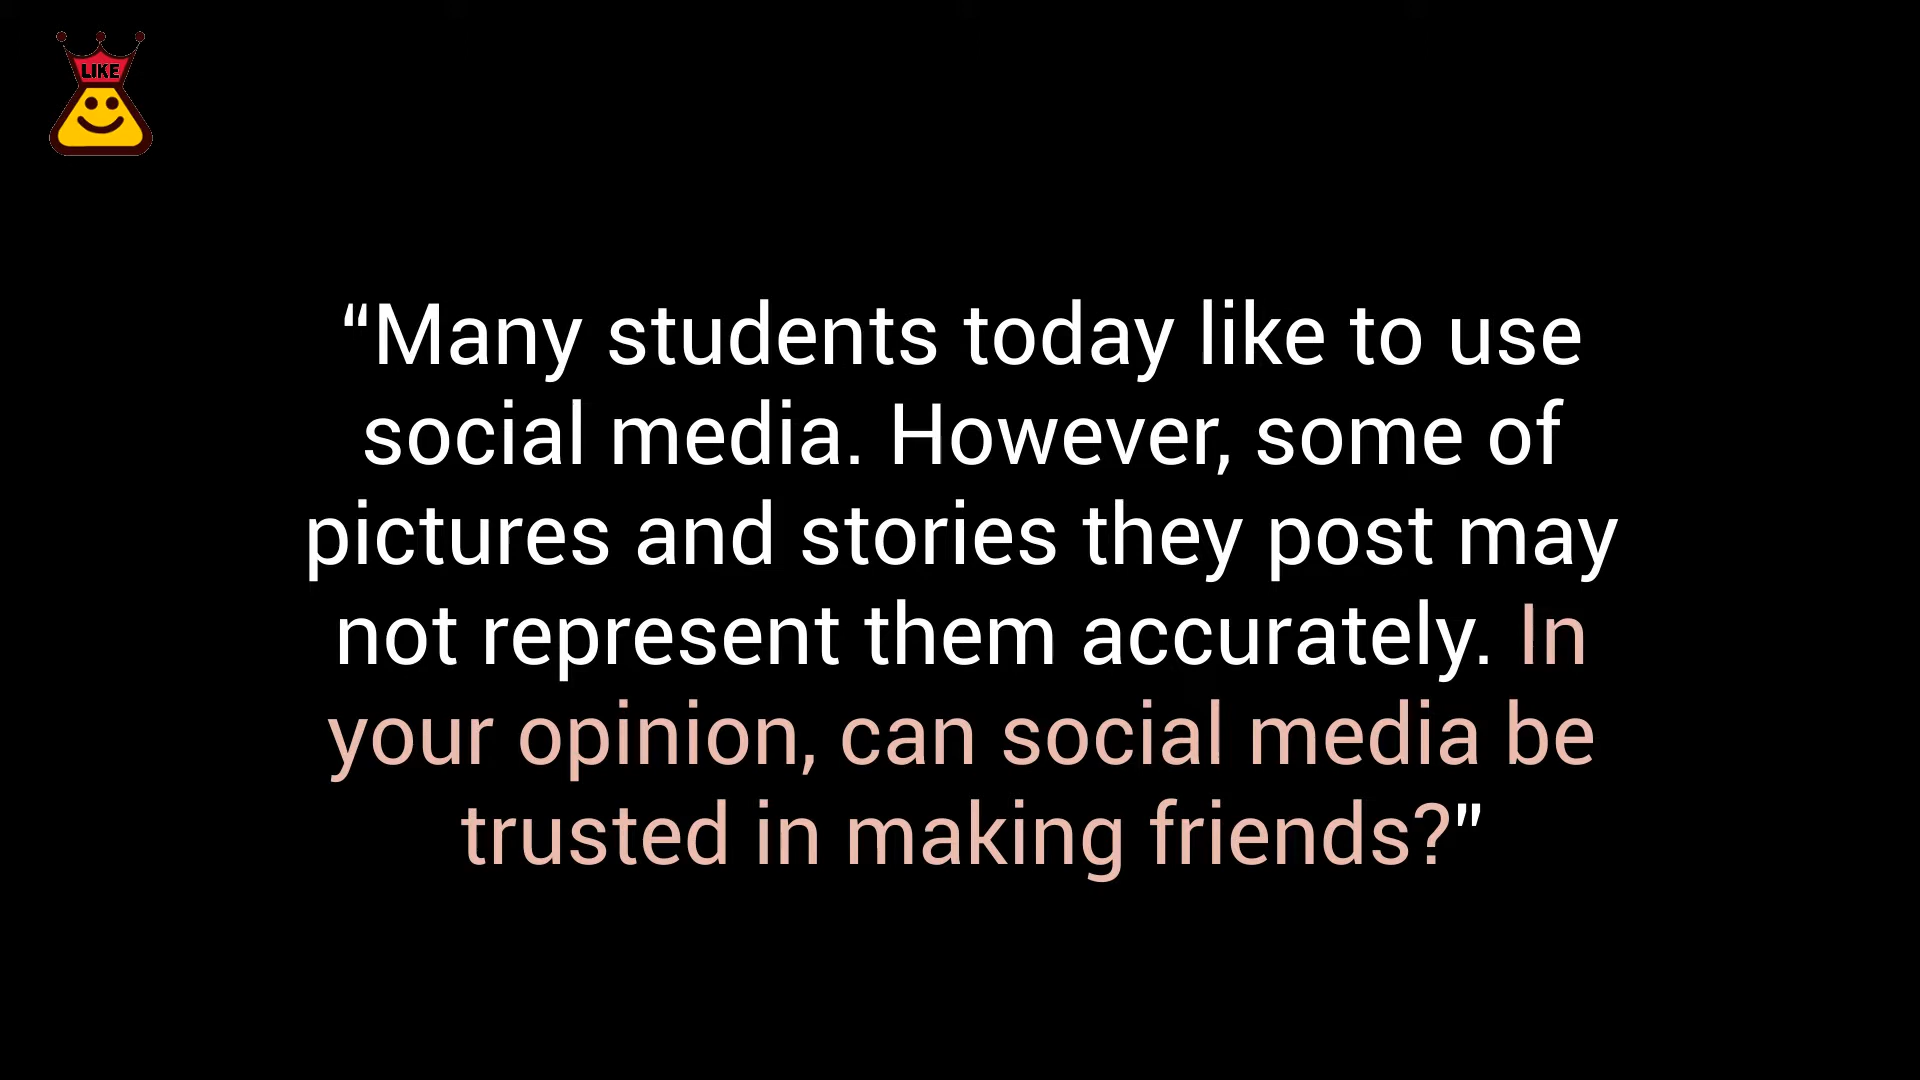 LIKE
“Many students today like to use
social media. However, some of
pictures and stories they post may
not represent them accurately. In
your opinion, can social media be
trusted in making friends?”